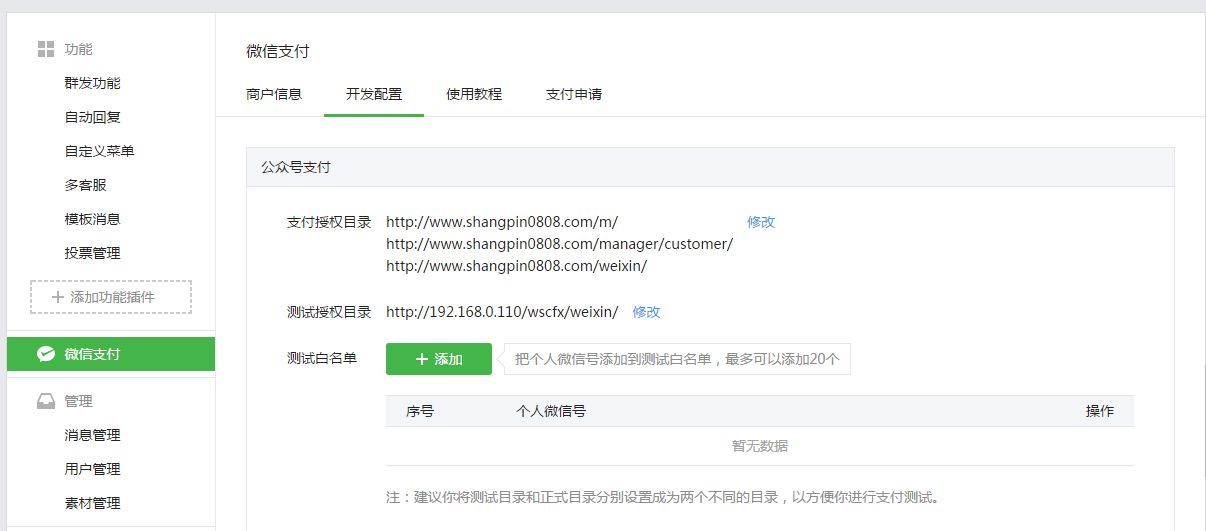 功能
群发功能
自动回复
自定义菜单
多客服
模板消息
投票管理
添加功能插件
微信支付
管理
消息管理
用户管理
素材管理
微信支付
商户信息 开发配置 使用教程 支付申请
公众号支付
支付授权目录 http://www.shangpin0808.com/m/ 修改
http://www.shangpin0808.com/manager/customer/
http://www.shangpin0808.com/weixin/
测试授权目录 http://192.168.0.110/wscfx/weixin/ 修改
测试白名单 添加 把个人微信号添加到测试白名单，最多可以添加20个
序号 个人微信号 操作
暂无数据
注：建议你将测试目录和正式目录分别设置成为两个不同的目录，以方便你进行支付测试。